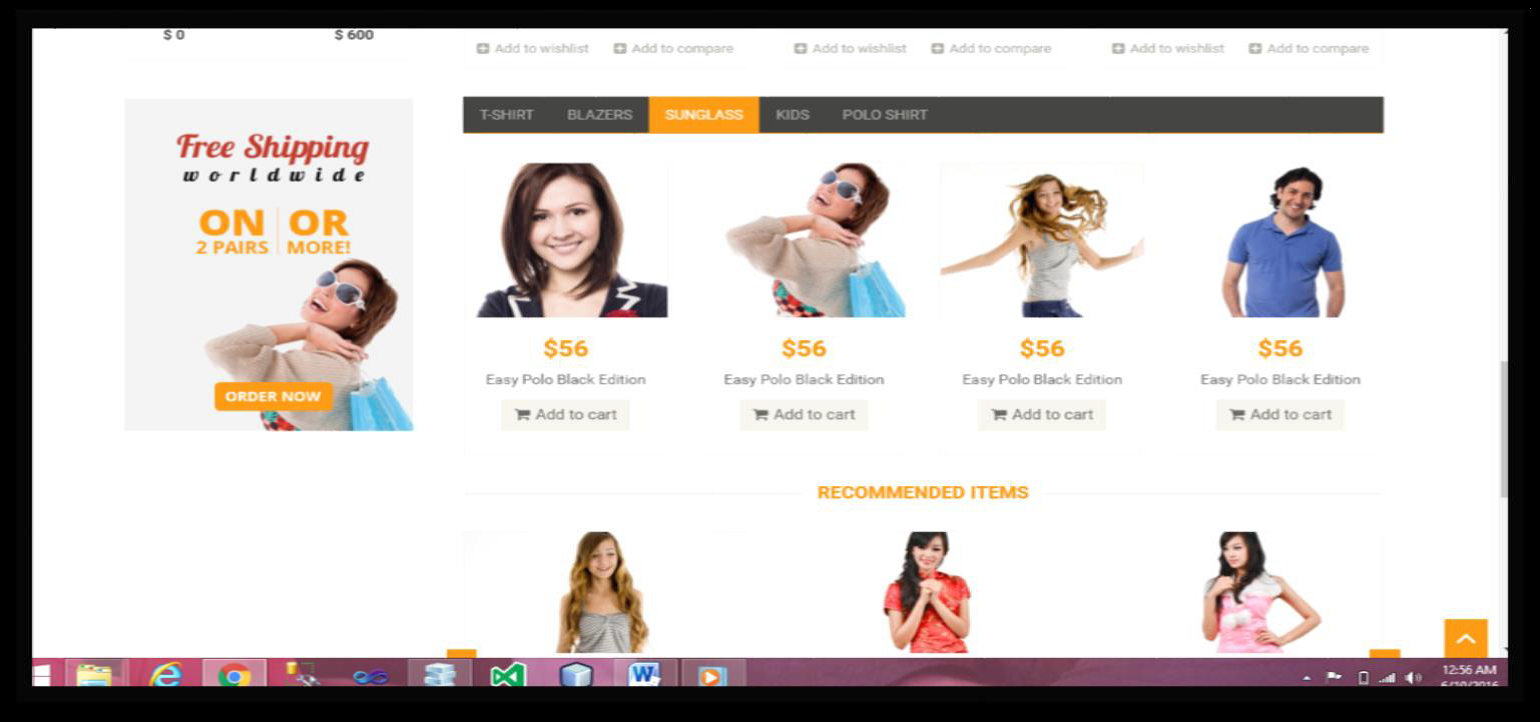 $ 0 $ 600
Add to wishlist Add to compare Add to wishlist Add to compare Add to wishlist Add to compare
T-SHIRT BLAZERS SUNGLASS KIDS POLO SHIRT
Free Shipping
worldwide
ON OR
2 PAIRS MORE!
ORDER NOW
$56 $56 $56 $56
Easy Polo Black Edition Easy Polo Black Edition Easy Polo Black Edition Easy Polo Black Edition
Add to cart Add to cart Add to cart Add to cart
RECOMMENDED ITEMS
12:56 AM
6/10/2016